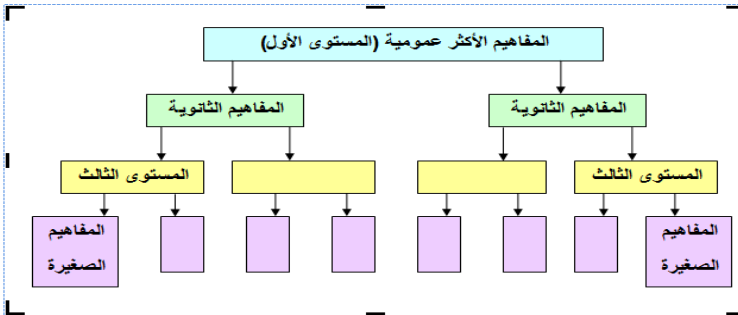 المفاهيم الأكثر عمومية (المستوى الأول)
المفاهيم الثانوية
المفاهيم الثانوية
المستوى الثالث
المستوى الثالث
المفاهيم
الصغيرة
المفاهيم
الصغيرة